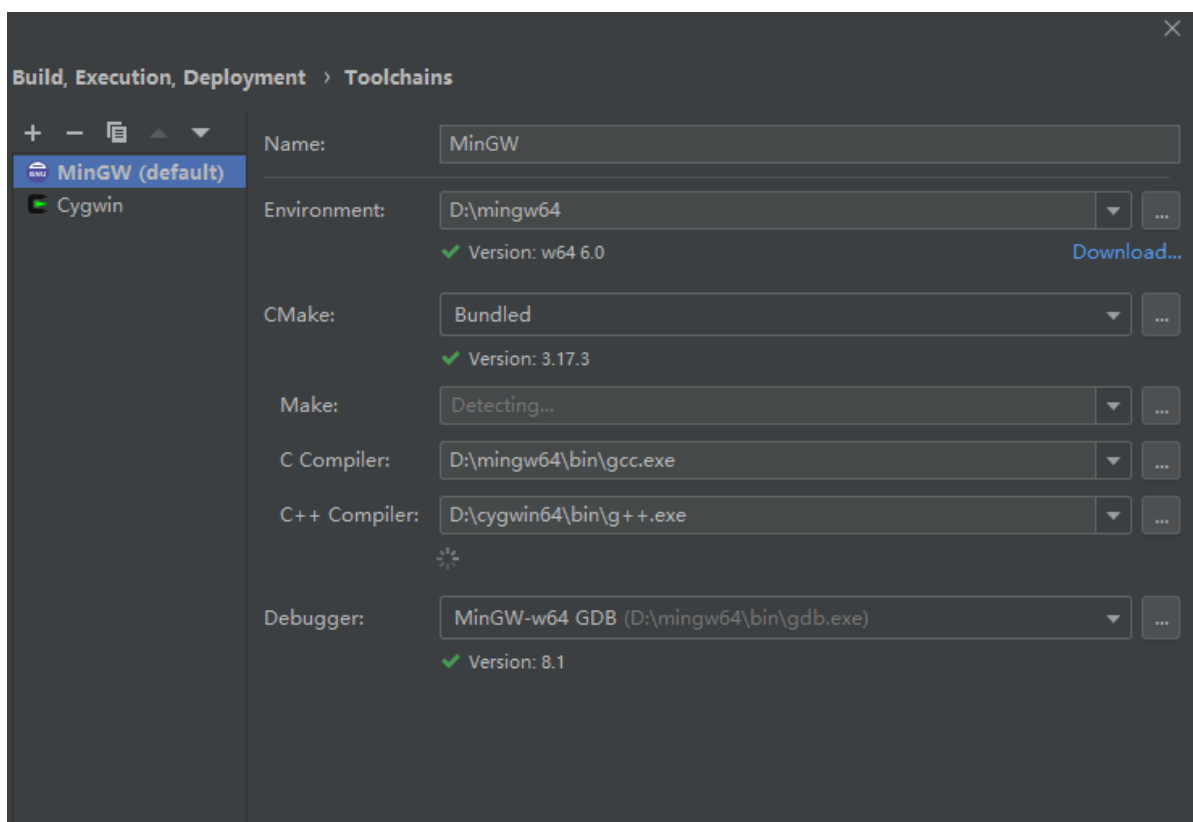 Build, Execution, Deployment › Toolchains
MinGW (default)
Cygwin
Name: MinGW
Environment: D:\mingw64 ...
Version: w64 6.0 Download...
CMake: Bundled ...
Version: 3.17.3
Make: Detecting... ...
C Compiler: D:\mingw64\bin\gcc.exe ...
C++ Compiler: D:\cygwin64\bin\g++.exe ...
Debugger: MinGW-w64 GDB (D:\mingw64\bin\gdb.exe) ...
Version: 8.1